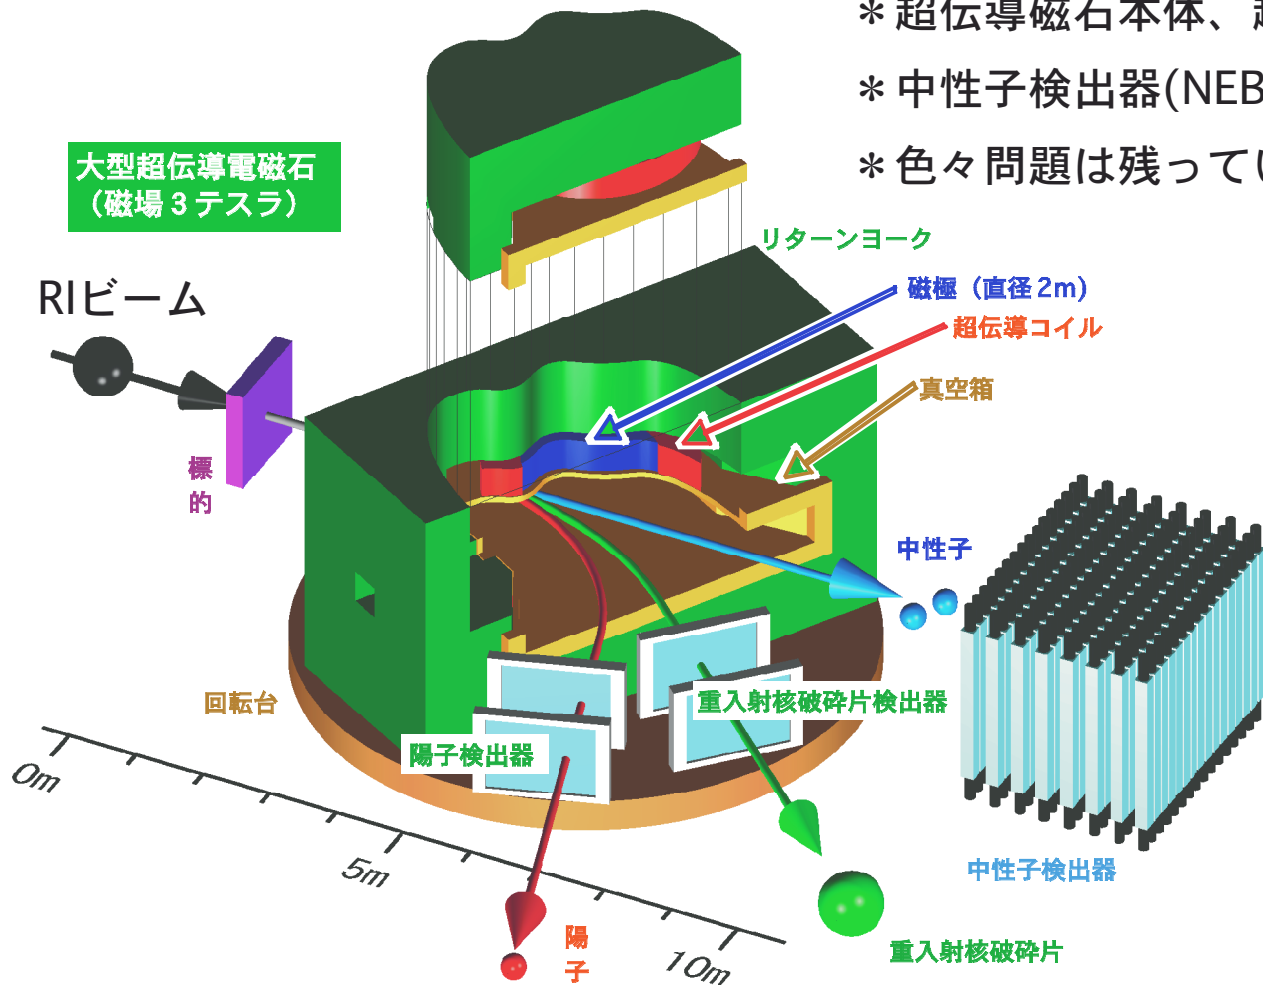 ＊超伝導磁石本体、
＊中性子検出器(NEB
＊色々問題は残ってい
大型超伝導電磁石
（磁場３テスラ）
リターンヨーク
磁極（直径2m）
RIビーム
超伝導コイル
真空箱
標的
中性子
回転台
重入射核破砕片検出器
陽子検出器
0m
5m
10m
中性子検出器
陽子
重入射核破砕片